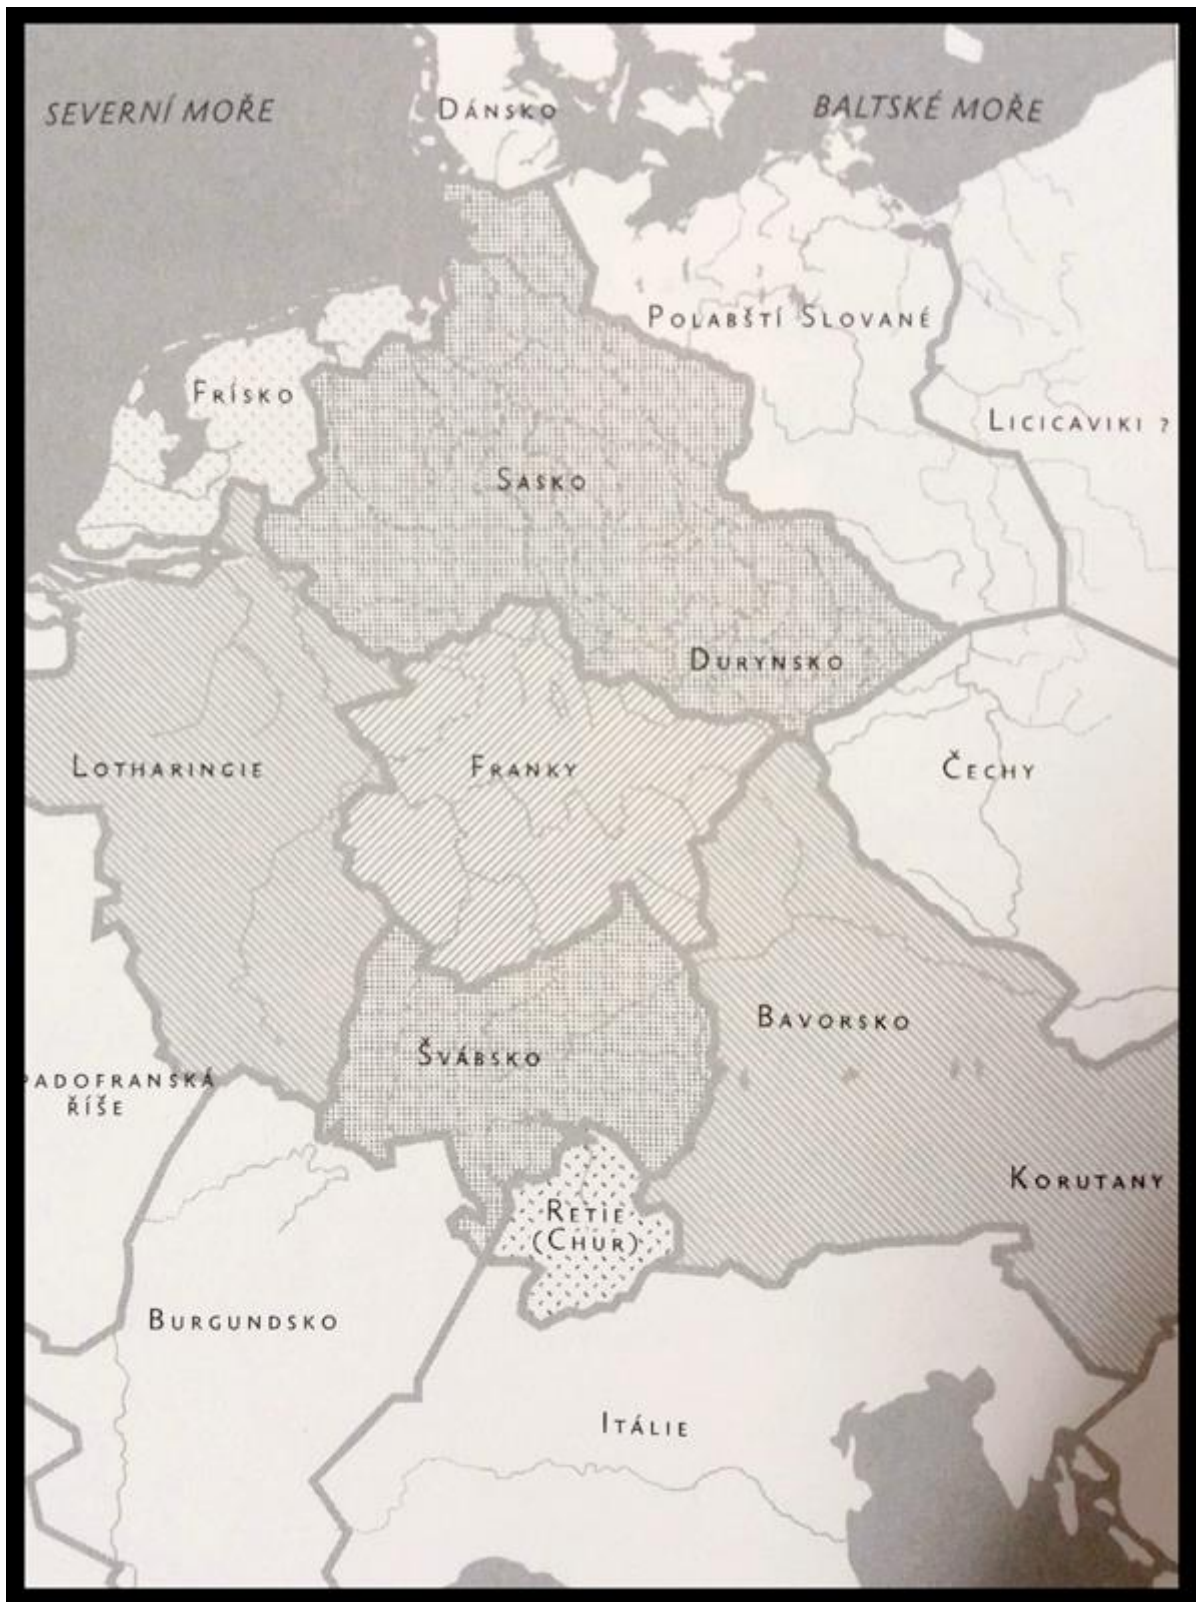 SEVERNÍ MOŘE
DÁNSKO
BALTSKÉ MOŘE
POLABŠTÍ SLOVANÉ
FRÍSKO
LICICAVIKI ?
SASKO
DURYNSKO
LOTHARINGIE
FRANKY
ČECHY
BAVORSKO
ŠVÁBSKO
ADOFRANSKÁ
ŘÍŠE
KORUTANY
RETIE
(CHUR)
BURGUNDSKO
ITÁLIE